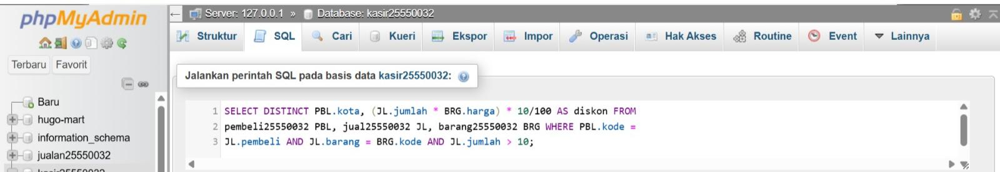 phpMyAdmin
Terbaru Favorit
Baru
hugo-mart
information_schema
jualan25550032
kasir25550032
← Server: 127.0.0.1 » Database: kasir25550032
Struktur SQL Cari Kueri Ekspor Impor Operasi Hak Akses Routine Event Lainnya
Jalankan perintah SQL pada basis data kasir25550032:
1 SELECT DISTINCT PBL.kota, (JL.jumlah * BRG.harga) * 10/100 AS diskon FROM
2 pembeli25550032 PBL, jual25550032 JL, barang25550032 BRG WHERE PBL.kode =
3 JL.pembeli AND JL.barang = BRG.kode AND JL.jumlah > 10;